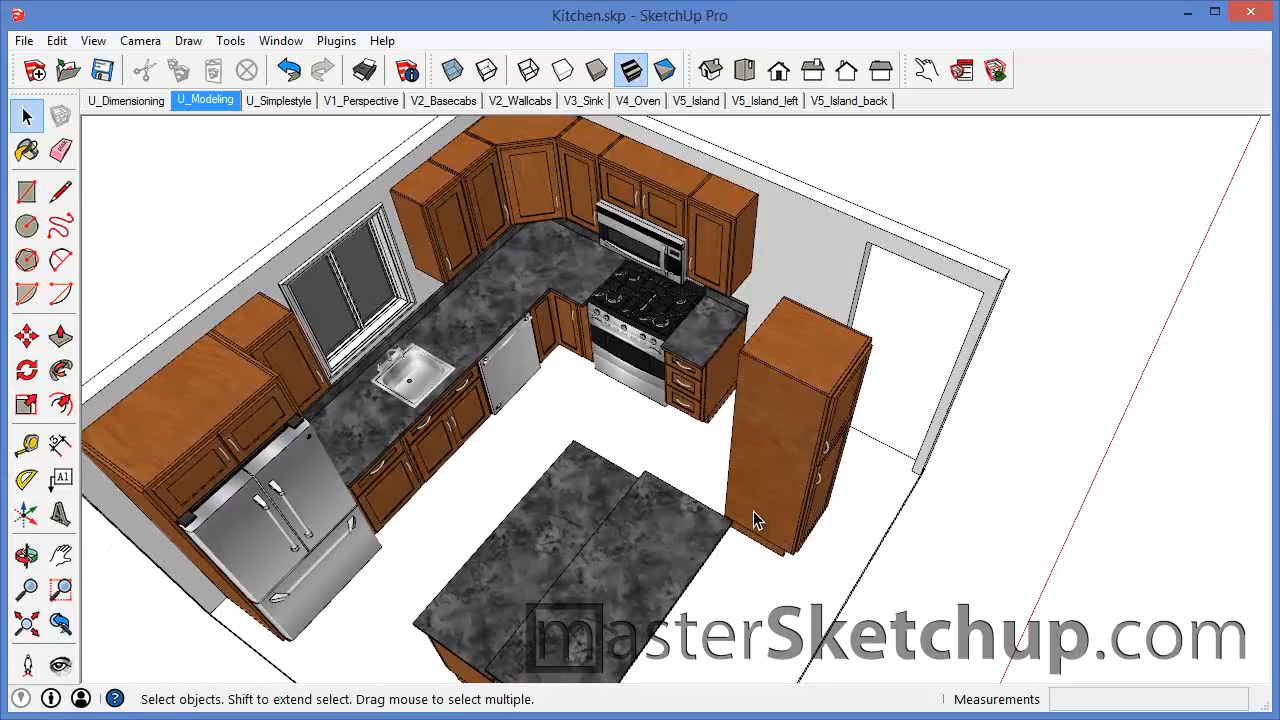 Kitchen.skp - SketchUp Pro
File Edit View Camera Draw Tools Window Plugins Help
U_Dimensioning U_Modeling U_Simplestyle V1_Perspective V2_Basecabs V2_Wallcabs V3_Sink V4_Oven V5_Island V5_Island_left V5_Island_back
A1
masterSketchup.com
Select objects. Shift to extend select. Drag mouse to select multiple. Measurements